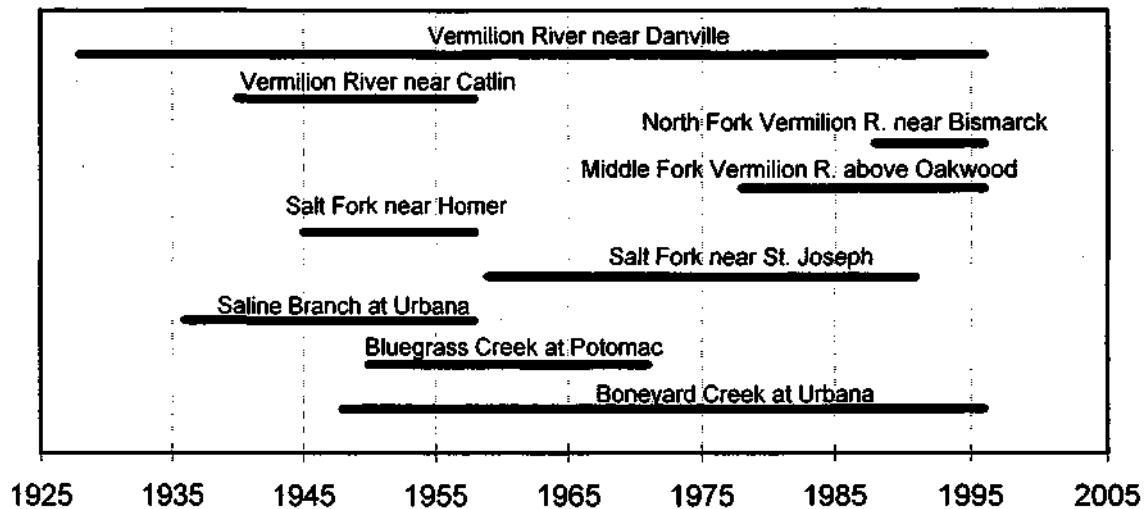 Vermilion River near Danville
Vermilion River near Catlin
North Fork Vermilion R. near Bismarck
Middle Fork Vermilion R. above Oakwood
Salt Fork near Homer
Salt Fork near St. Joseph
Saline Branch at Urbana
Bluegrass Creek at Potomac
Boneyard Creek at Urbana
1925 1935 1945 1955 1965 1975 1985 1995 2005